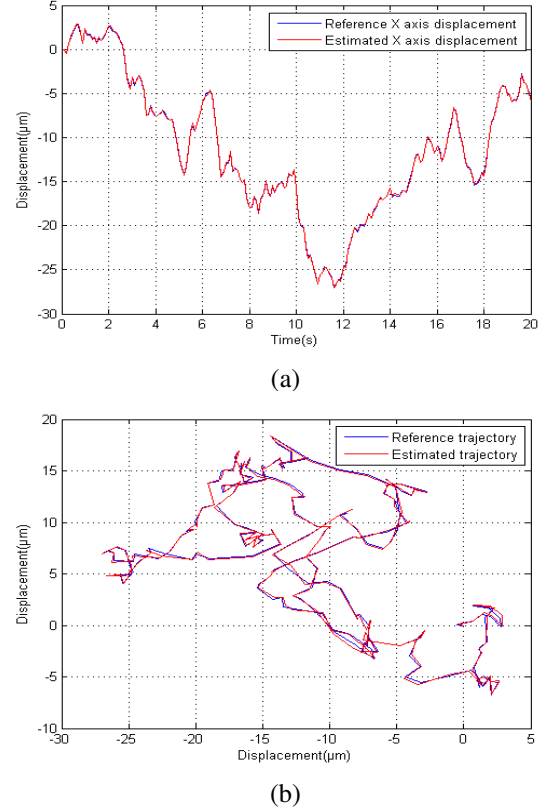 5
0
-5
-10
-15
-20
-25
-30
Displacement(μm)
Reference X axis displacement
Estimated X axis displacement
0 2 4 6 8 10 12 14 16 18 20
Time(s)
(a)
20
15
10
5
0
-5
-10
Displacement(μm)
Reference trajectory
Estimated trajectory
-30 -25 -20 -15 -10 -5 0 5
Displacement(μm)
(b)